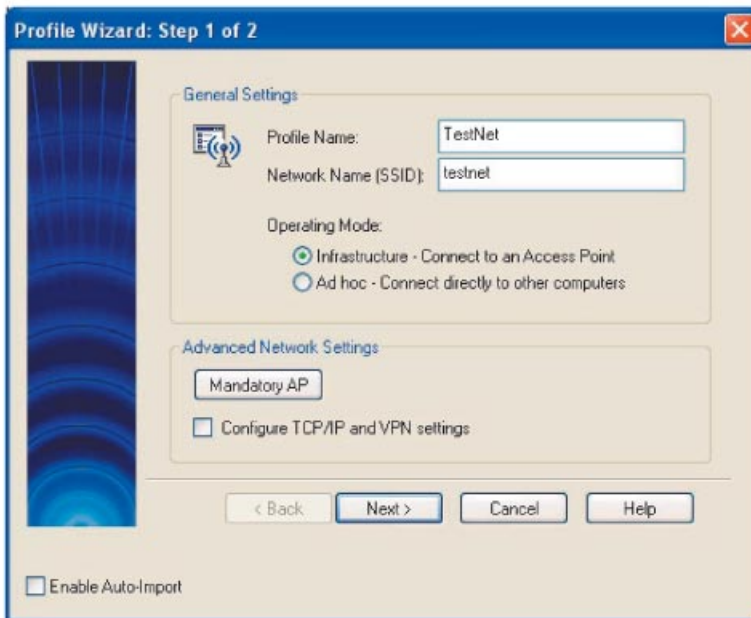 Profile Wizard: Step 1 of 2
General Settings
Profile Name: TestNet
Network Name (SSID): testnet
Operating Mode:
Infrastructure - Connect to an Access Point
Ad hoc - Connect directly to other computers
Advanced Network Settings
Mandatory AP
Configure TCP/IP and VPN settings
< Back Next > Cancel Help
Enable Auto-Import